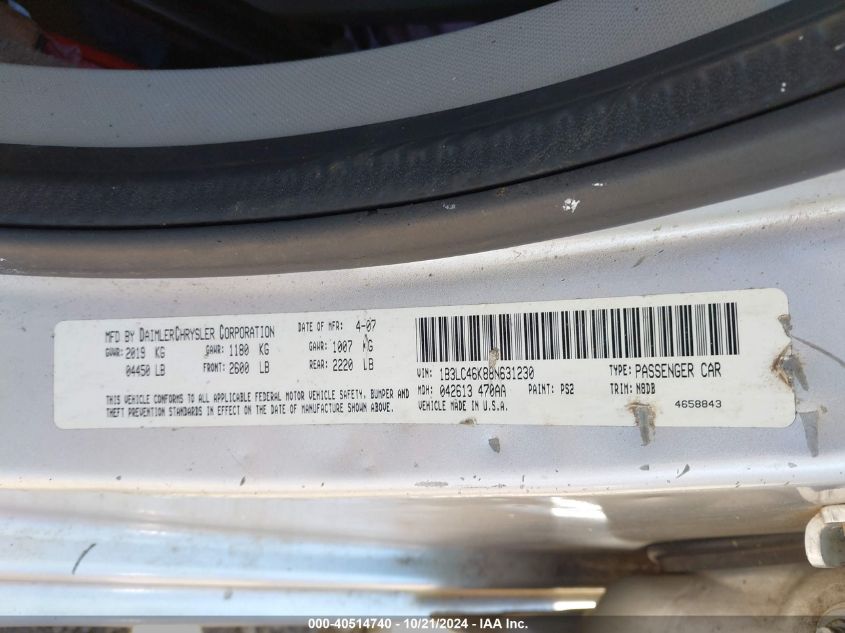 MFD BY DAIMLERCHRYSLER CORPORATION DATE OF MFR: 4-07
GVWR: 2019 KG GAWR: 1180 KG GAWR: 1007 KG
04450 LB FRONT: 2600 LB REAR: 2220 LB
THIS VEHICLE CONFORMS TO ALL APPLICABLE FEDERAL MOTOR VEHICLE SAFETY, BUMPER AND
THEFT PREVENTION STANDARDS IN EFFECT ON THE DATE OF MANUFACTURE SHOWN ABOVE.
VIN: 1B3LC46K88N631230 TYPE: PASSENGER CAR
MDH: 042613 470AA PAINT: PS2 TRIM: N8DB
VEHICLE MADE IN U.S.A. 4658843
000-40514740 - 10/21/2024 - IAA Inc.